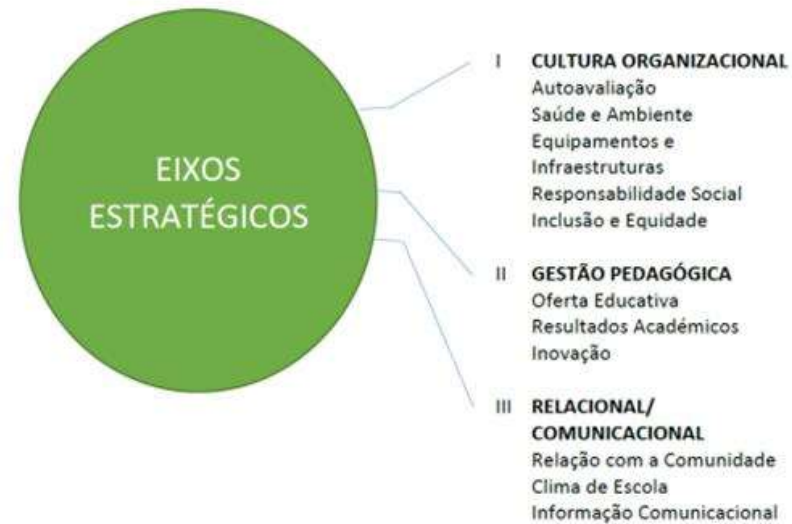 EIXOS
ESTRATÉGICOS
I CULTURA ORGANIZACIONAL
Autoavaliação
Saúde e Ambiente
Equipamentos e
Infraestruturas
Responsabilidade Social
Inclusão e Equidade
II GESTÃO PEDAGÓGICA
Oferta Educativa
Resultados Académicos
Inovação
III RELACIONAL/
COMUNICACIONAL
Relação com a Comunidade
Clima de Escola
Informação Comunicacional